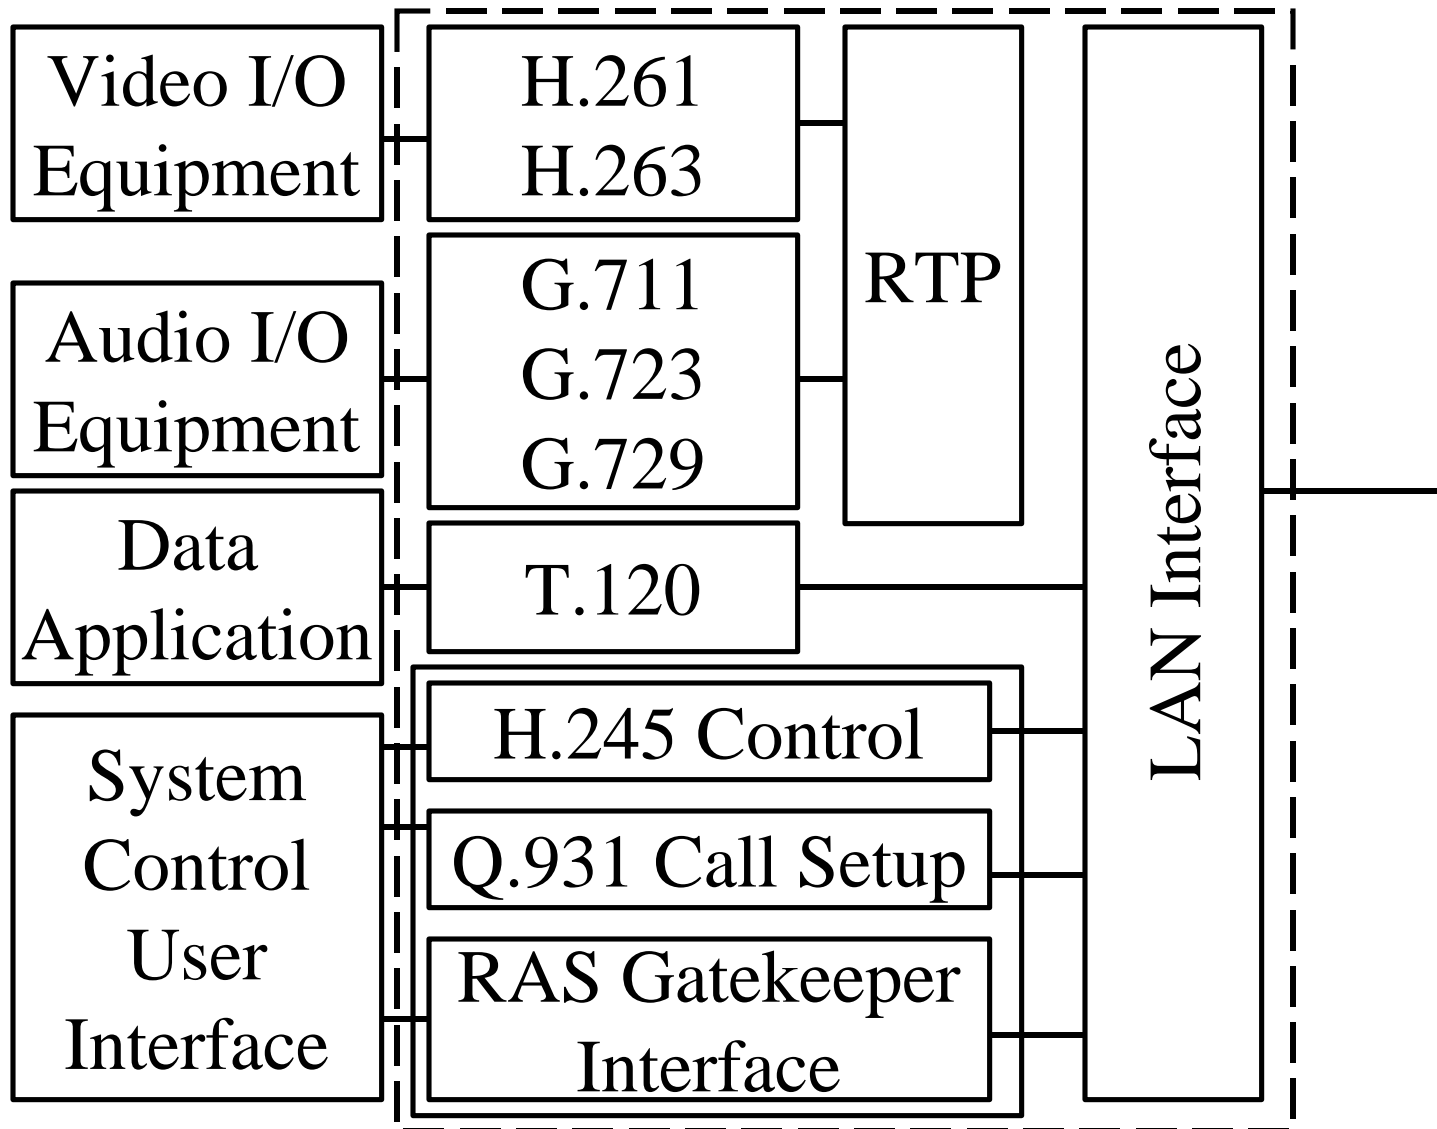 Video I/O
Equipment
H.261
H.263
RTP
Audio I/O
Equipment
G.711
G.723
G.729
Data
Application
T.120
LAN Interface
System
Control
User
Interface
H.245 Control
Q.931 Call Setup
RAS Gatekeeper
Interface